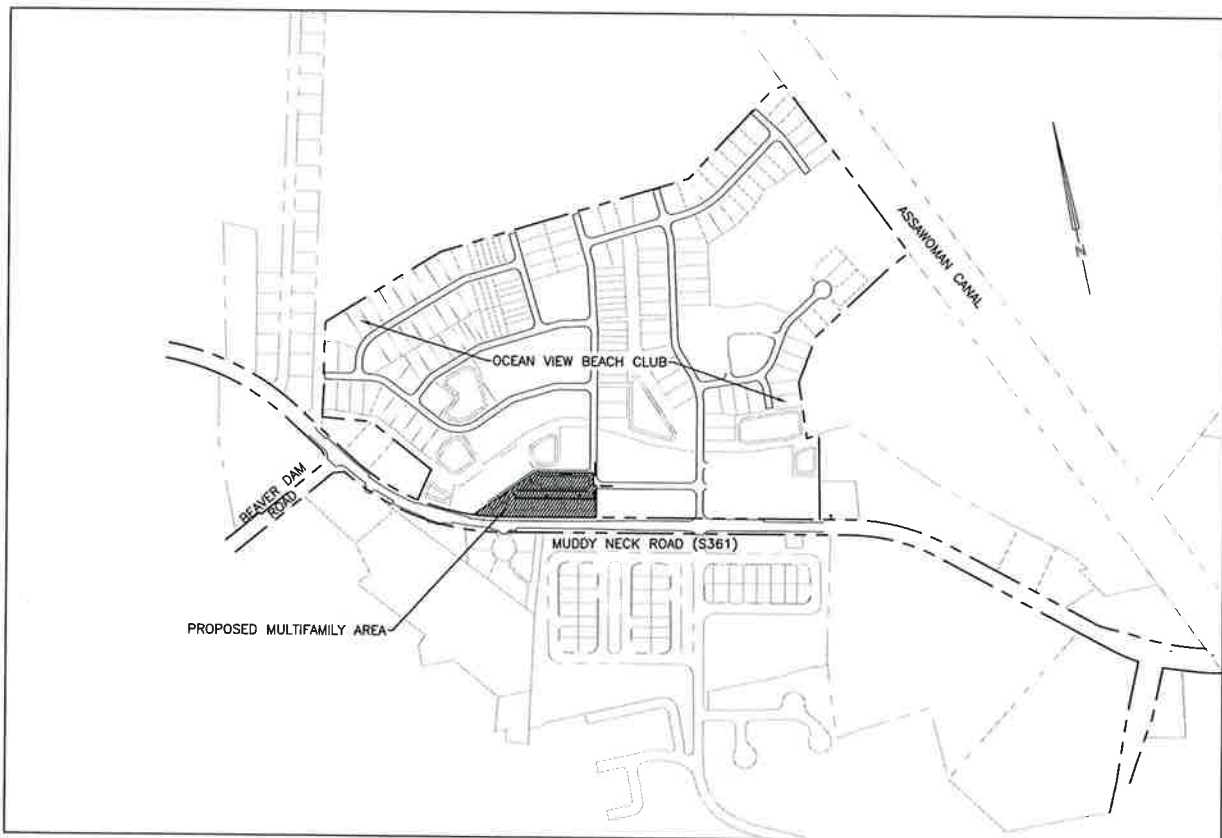 ASSAWOMAN CANAL
N
OCEAN VIEW BEACH CLUB
BEAVER DAM
ROAD
MUDDY NECK ROAD (S361)
PROPOSED MULTIFAMILY AREA